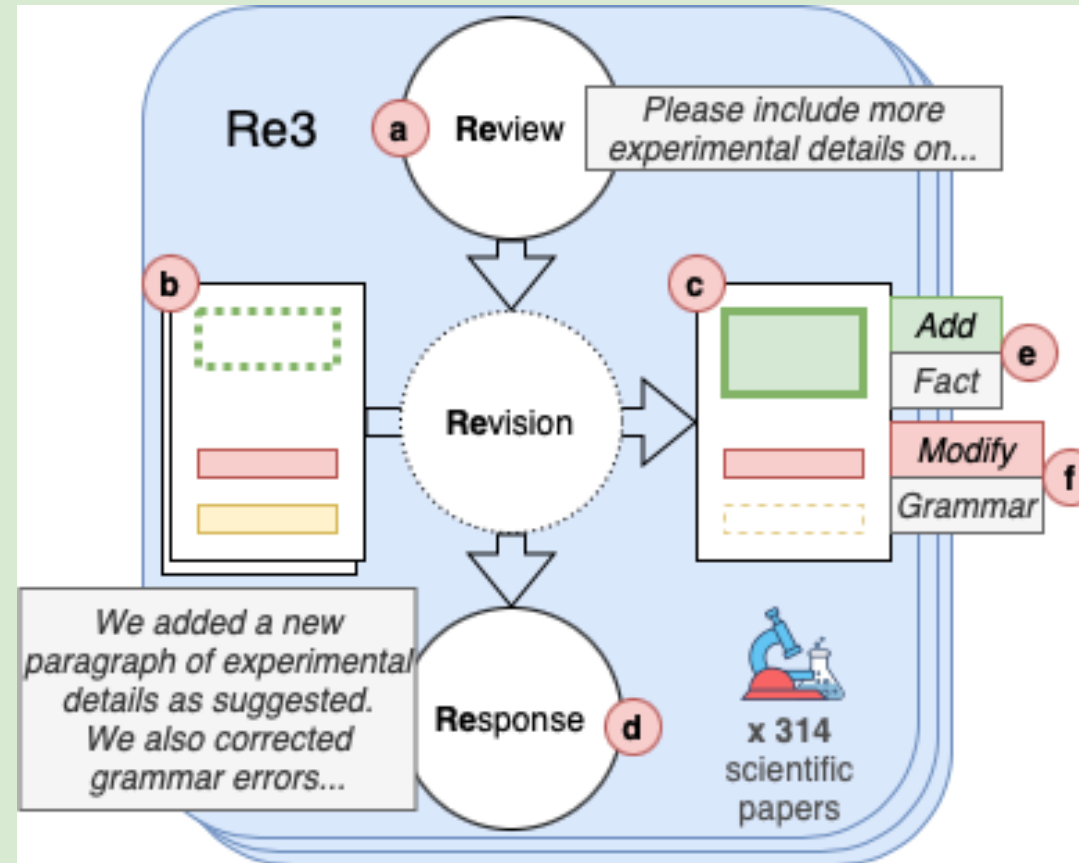 Re3
a
Review
Please include more
experimental details on...
b
c
Add
Fact
e
Revision
Modify
Grammar
f
We added a new
paragraph of experimental
details as suggested.
We also corrected
grammar errors...
Response
d
x 314
scientific
papers